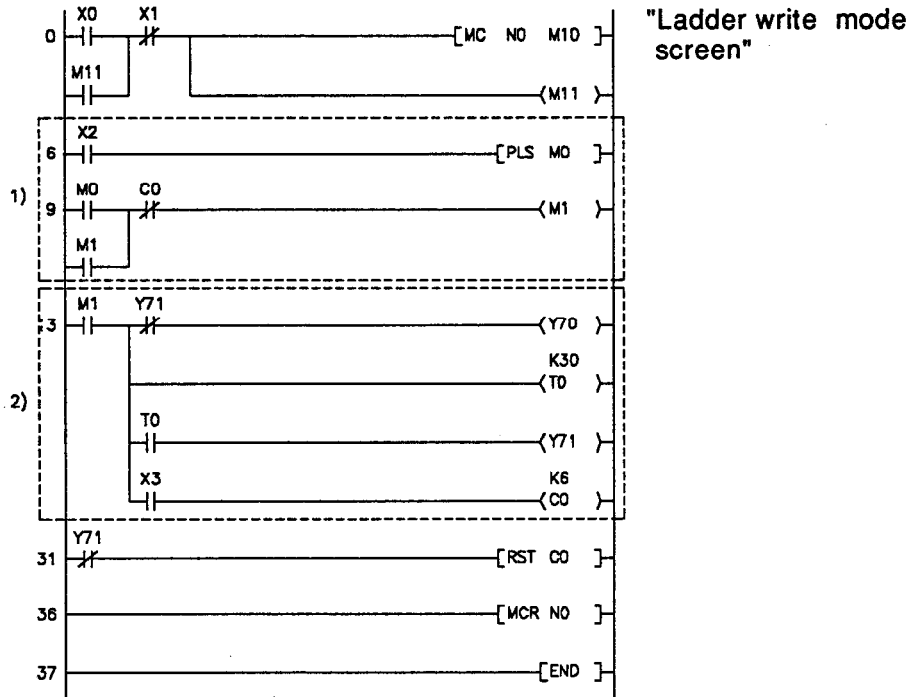 "Ladder write mode
screen"
X0 X1
0 [MC N0 M10 ]
M11
(M11 )
X2
6 [PLS M0 ]
1)
M0 C0
9 (M1 )
M1
M1 Y71
3 (Y70 )
K30
(T0 )
2)
T0
(Y71 )
X3 K6
(C0 )
Y71
31 [RST C0 ]
36 [MCR N0 ]
37 [END ]